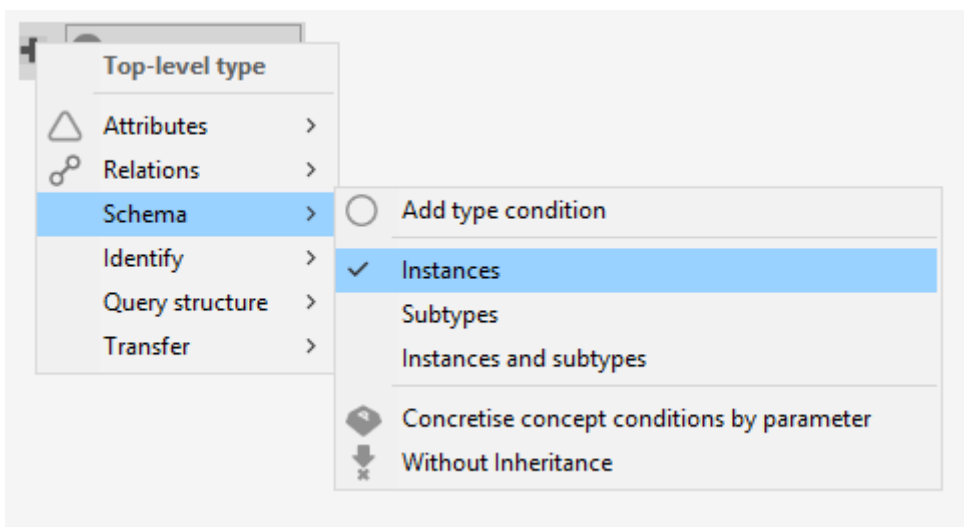 Top-level type
Attributes
Relations
Schema
Identify
Query structure
Transfer
Add type condition
Instances
Subtypes
Instances and subtypes
Concretise concept conditions by parameter
Without Inheritance